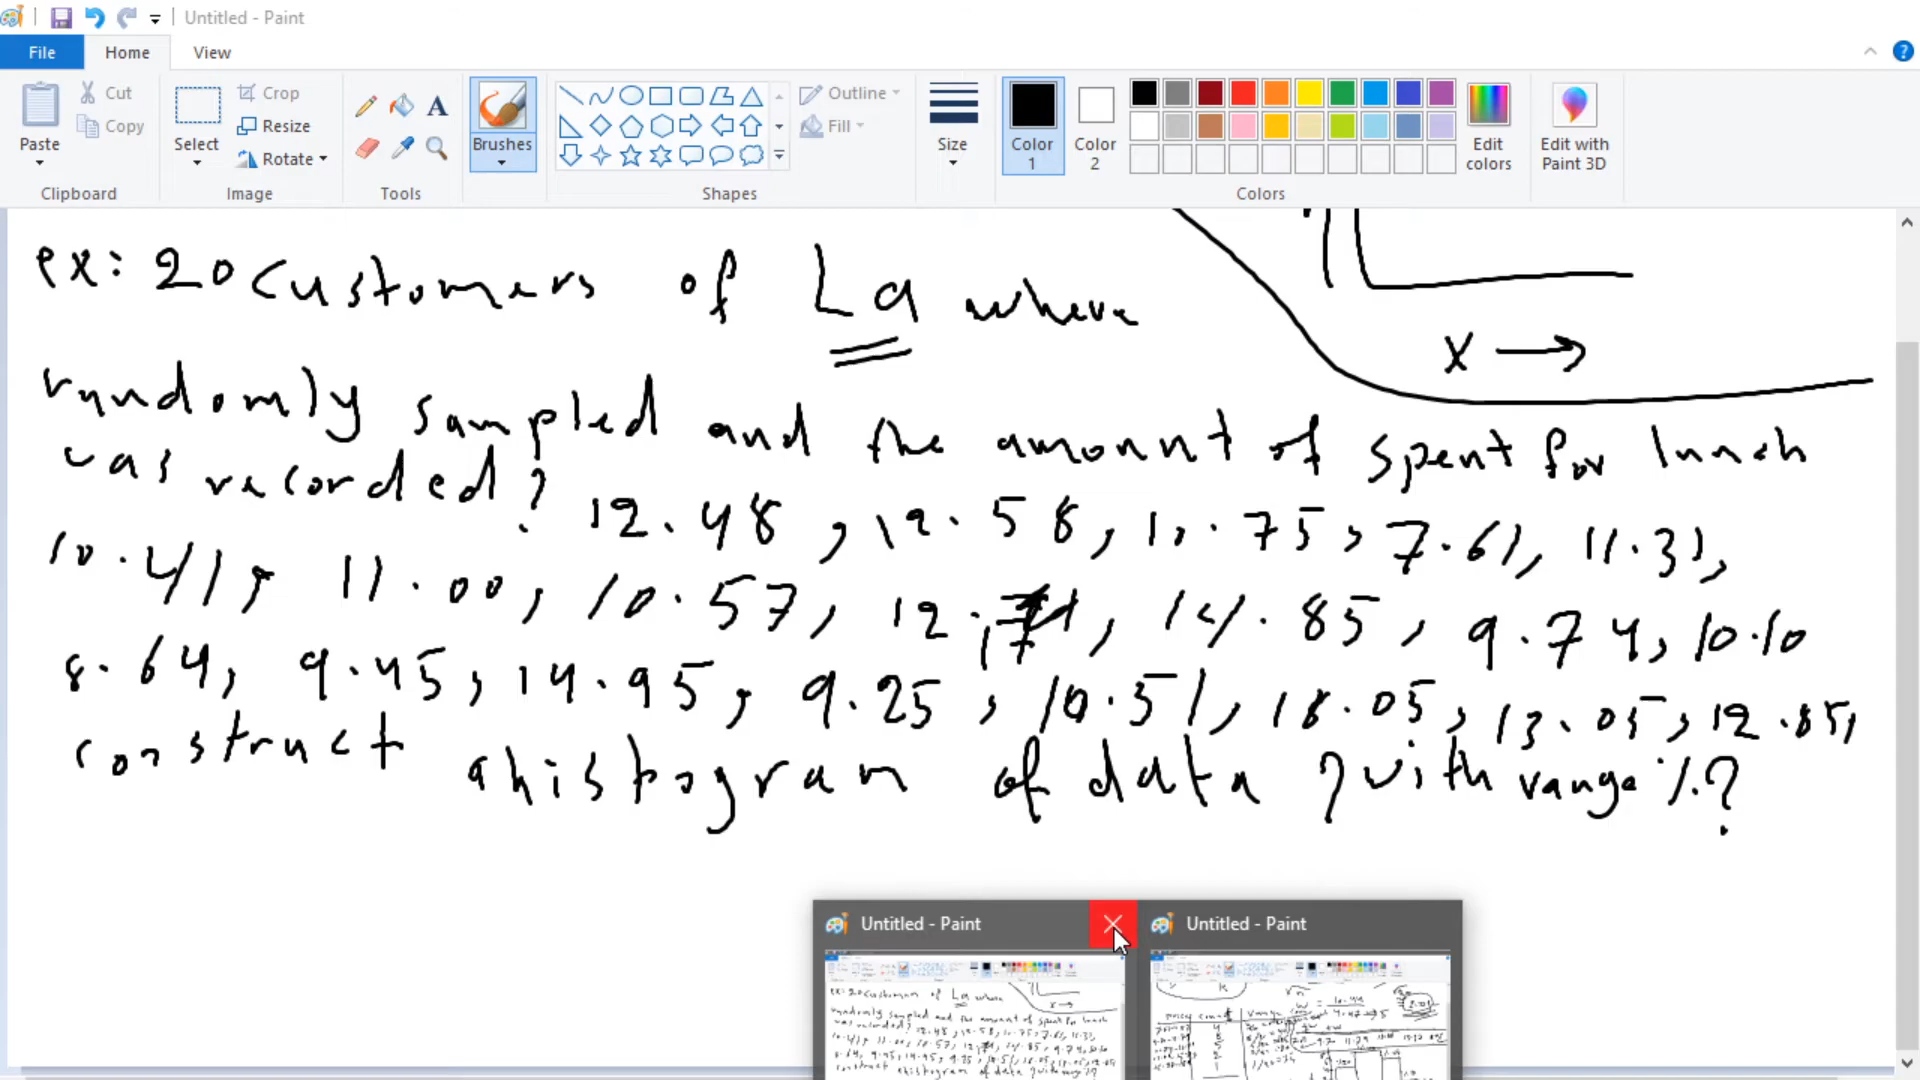 Untitled - Paint
File Home View
Paste
Cut
Copy
Clipboard
Select
Crop
Resize
Rotate
Image
Tools
Brushes
Shapes
Outline
Fill
Size
Color 1
Color 2
Colors
Edit colors
Edit with Paint 3D
ex: 20 customers of La where
randomly sampled and the amount of spent for lunch
was recorded? 12.48, 12.58, 10.75, 7.61, 11.31,
10.41, 11.00, 10.57, 12.71, 14.85, 9.74, 10.10
8.64, 9.45, 14.95, 9.25, 10.51, 18.05, 13.05, 12.85,
construct a histogram of data ? with range %?
X
Untitled - Paint
Untitled - Paint